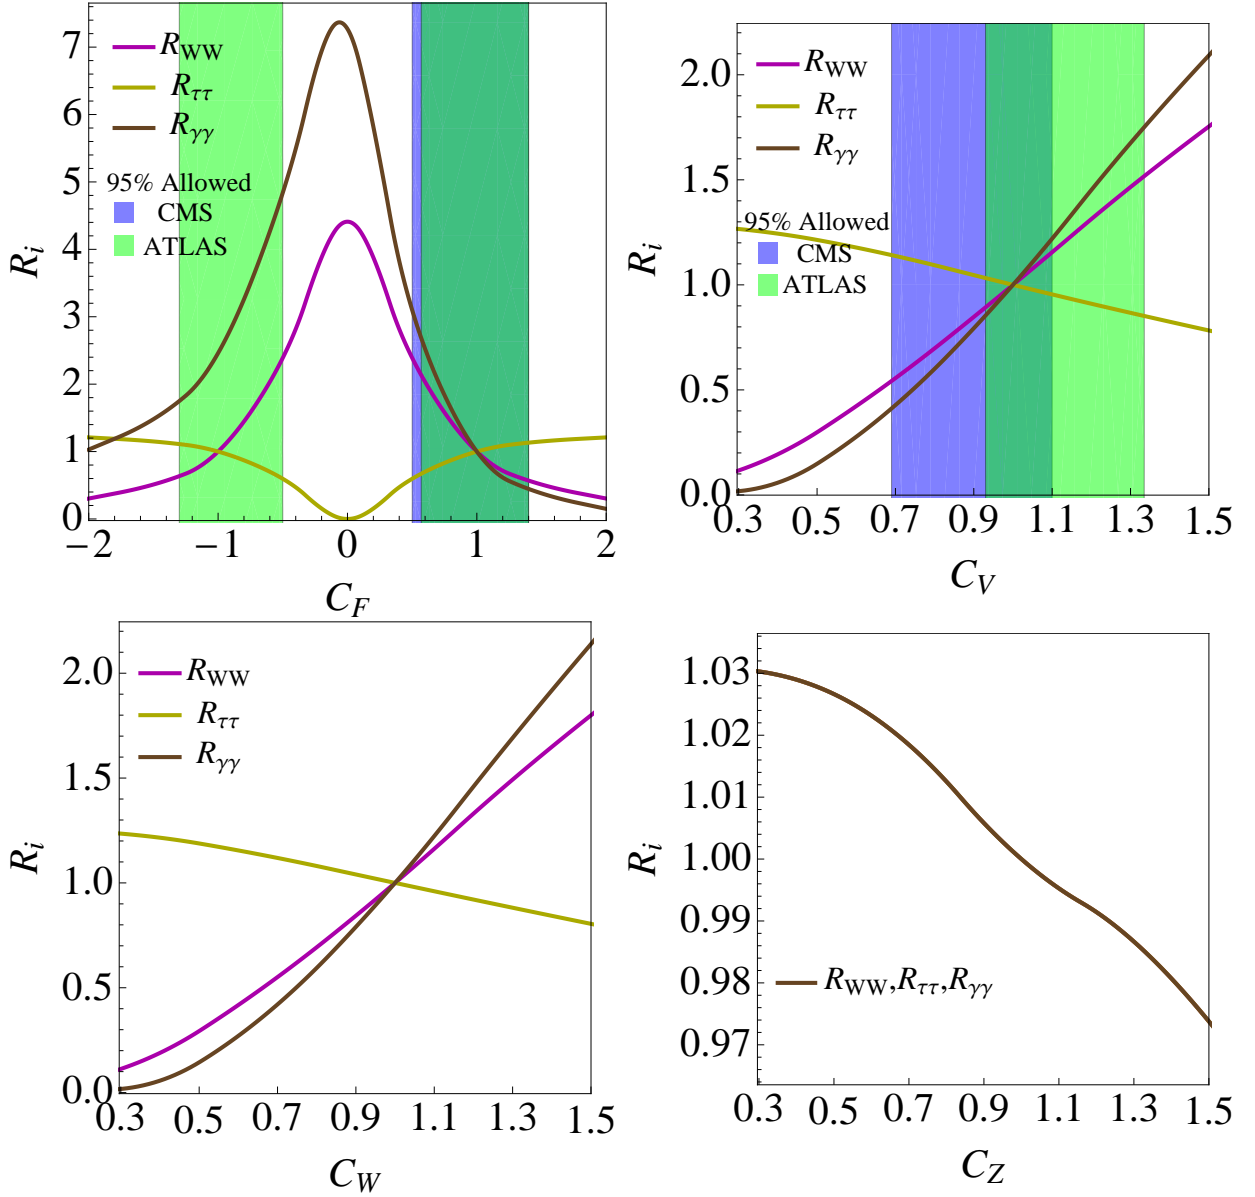 7
6
5
4
3
2
1
0
R_i
R_WW
R_ττ
R_γγ
95% Allowed
CMS
ATLAS
−2 −1 0 1 2
C_F
2.0
1.5
1.0
0.5
0.0
R_i
R_WW
R_ττ
R_γγ
95% Allowed
CMS
ATLAS
0.3 0.5 0.7 0.9 1.1 1.3 1.5
C_V
2.0
1.5
1.0
0.5
0.0
R_i
R_WW
R_ττ
R_γγ
0.3 0.5 0.7 0.9 1.1 1.3 1.5
C_W
1.03
1.02
1.01
1.00
0.99
0.98
0.97
R_i
R_WW,R_ττ,R_γγ
0.3 0.5 0.7 0.9 1.1 1.3 1.5
C_Z